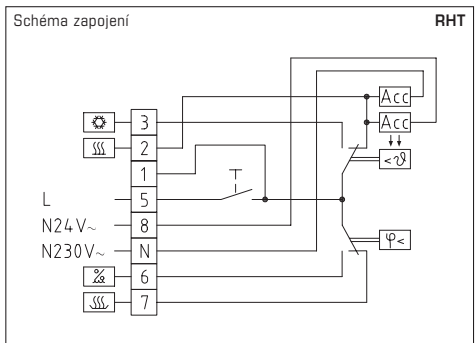 Schéma zapojení RHT
Acc
Acc
3
<ϑ
2
1
T
L 5
N24V~ 8
N230V~ N
φ<
%
6
7